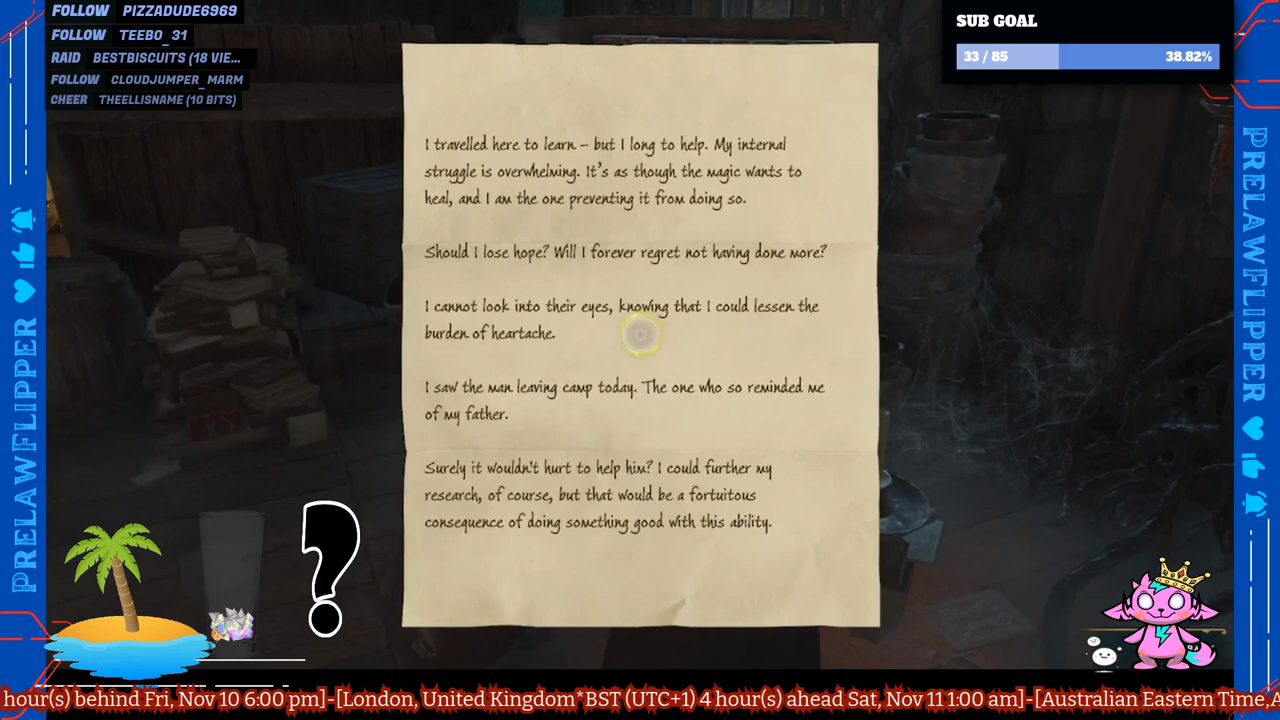 FOLLOW PIZZADUDE6969
FOLLOW TEEBO_31
RAID BESTBISCUITS (18 VIE...
FOLLOW CLOUDJUMPER_MARM
CHEER THEELLISNAME (10 BITS)
SUB GOAL
33 / 85 38.82%
PRELAWFLIPPER
I travelled here to learn – but I long to help. My internal
struggle is overwhelming. It's as though the magic wants to
heal, and I am the one preventing it from doing so.
Should I lose hope? Will I forever regret not having done more?
I cannot look into their eyes, knowing that I could lessen the
burden of heartache.
I saw the man leaving camp today. The one who so reminded me
of my father.
Surely it wouldn't hurt to help him? I could further my
research, of course, but that would be a fortuitous
consequence of doing something good with this ability.
PRELAWFLIPPER
?
hour(s) behind Fri, Nov 10 6:00 pm]-[London, United Kingdom*BST (UTC+1) 4 hour(s) ahead Sat, Nov 11 1:00 am]-[Australian Eastern Time,